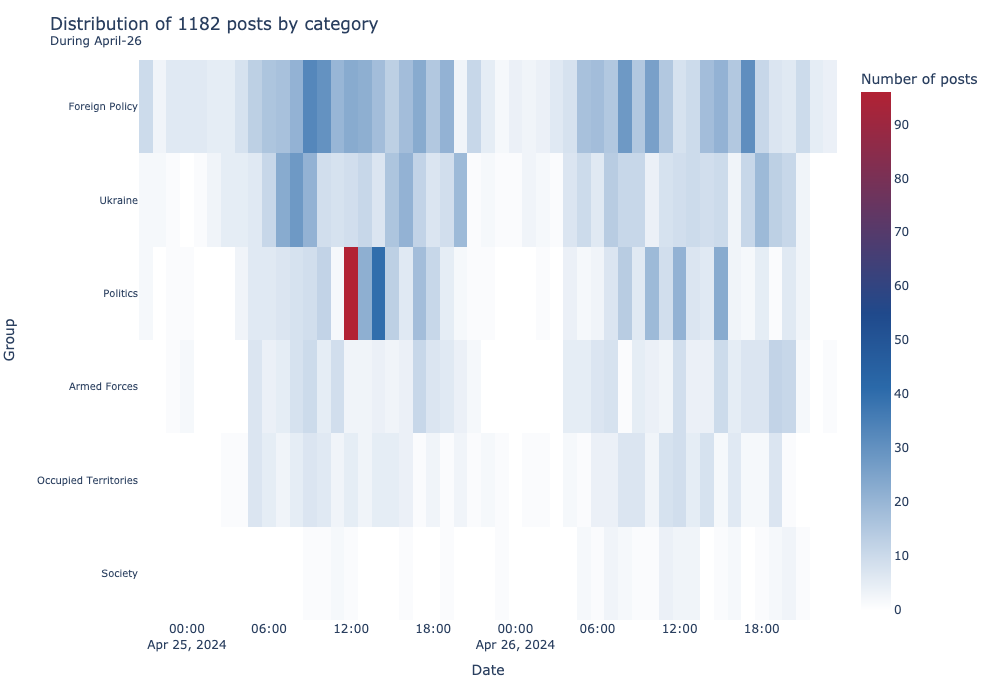 Distribution of 1182 posts by category
During April-26
Number of posts
Foreign Policy
Ukraine
Politics
Armed Forces
Occupied Territories
Society
Group
90
80
70
60
50
40
30
20
10
0
00:00 06:00 12:00 18:00 00:00 06:00 12:00 18:00
Apr 25, 2024 Apr 26, 2024
Date